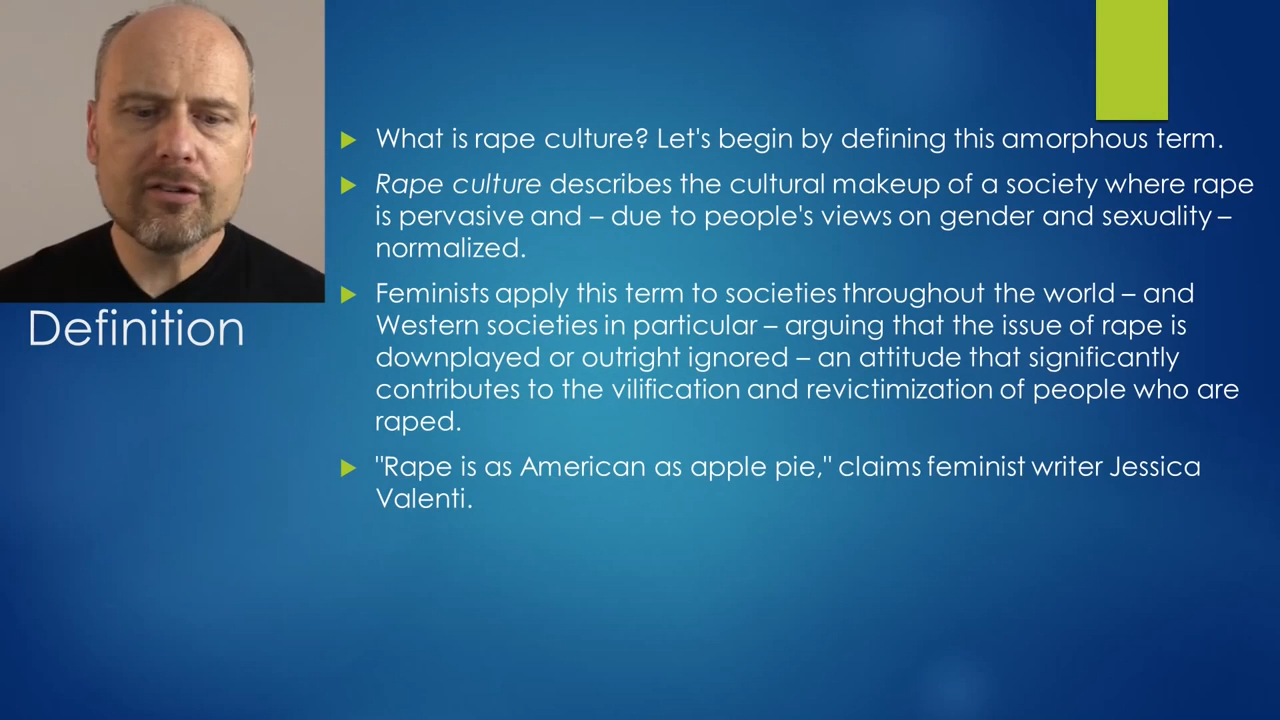 What is rape culture? Let's begin by defining this amorphous term.
Rape culture describes the cultural makeup of a society where rape
is pervasive and – due to people's views on gender and sexuality –
normalized.
Feminists apply this term to societies throughout the world – and
Western societies in particular – arguing that the issue of rape is
downplayed or outright ignored – an attitude that significantly
contributes to the vilification and revictimization of people who are
raped.
"Rape is as American as apple pie," claims feminist writer Jessica
Valenti.
Definition